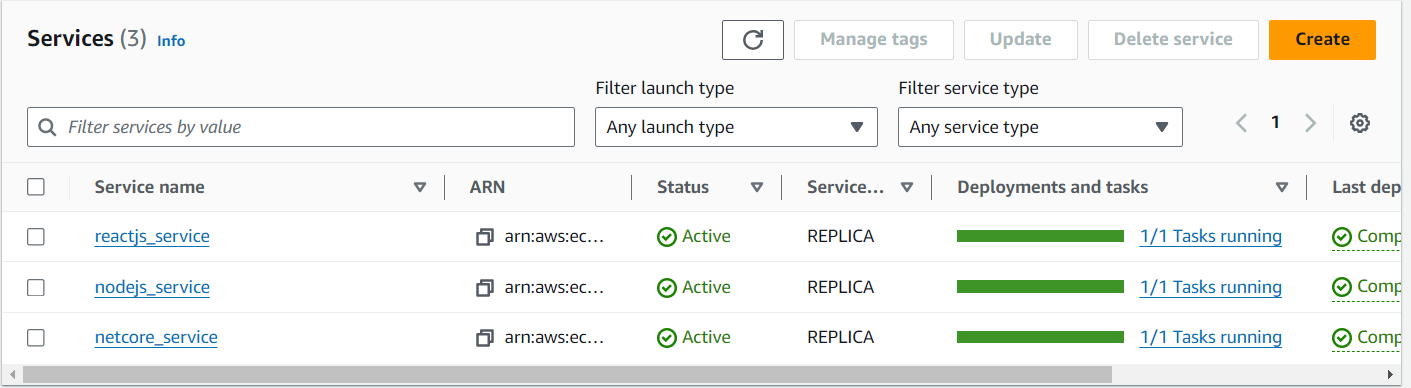 Services (3) Info
Manage tags
Update
Delete service
Create
Filter launch type
Filter service type
Filter services by value
Any launch type
Any service type
1
Service name ARN Status Service... Deployments and tasks Last dep
reactjs_service arn:aws:ec... Active REPLICA 1/1 Tasks running Comp
nodejs_service arn:aws:ec... Active REPLICA 1/1 Tasks running Comp
netcore_service arn:aws:ec... Active REPLICA 1/1 Tasks running Comp